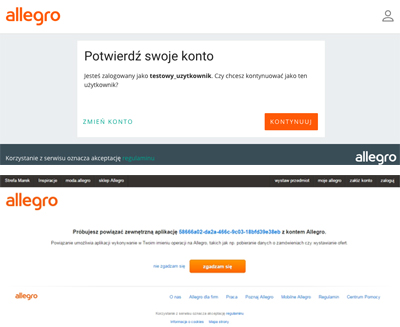 allegro
Potwierdź swoje konto
Jesteś zalogowany jako testowy_uzytkownik. Czy chcesz kontynuować jako ten
użytkownik?
ZMIEŃ KONTO
KONTYNUUJ
Korzystanie z serwisu oznacza akceptację regulaminu
allegro
Strefa Marek Inspiracje moda.allegro sklep Allegro wystaw przedmiot moje allegro załóż konto zaloguj
allegro
Próbujesz powiązać zewnętrzną aplikację 58666a02-da2a-466c-9c03-16bfd39e38eb z kontem Allegro.
Powiązanie umożliwia aplikacji wykonywanie w Twoim imieniu operacji na Allegro, takich jak np. pobieranie danych o zamówieniach czy wystawianie ofert.
nie zgadzam się
zgadzam się
allegro
O nas Allegro dla firm Praca Poznaj Allegro Mobilne Allegro Regulamin Centrum Pomocy
Korzystanie z serwisu oznacza akceptację regulaminu
Informacja o cookies Mapa strony